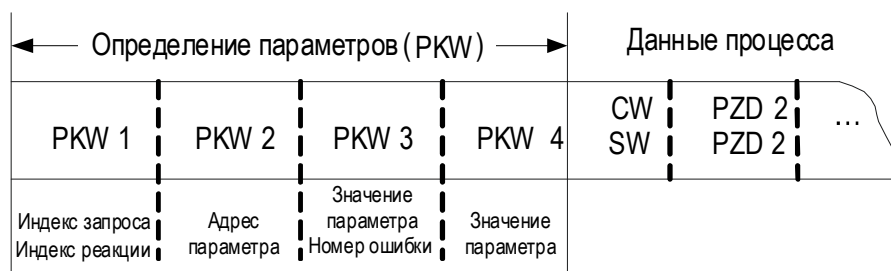 Определение параметров (PKW)
Данные процесса
PKW 1
PKW 2
PKW 3
PKW 4
CW
SW
PZD 2
PZD 2
...
Индекс запроса
Индекс реакции
Адрес
параметра
Значение
параметра
Номер ошибки
Значение
параметра